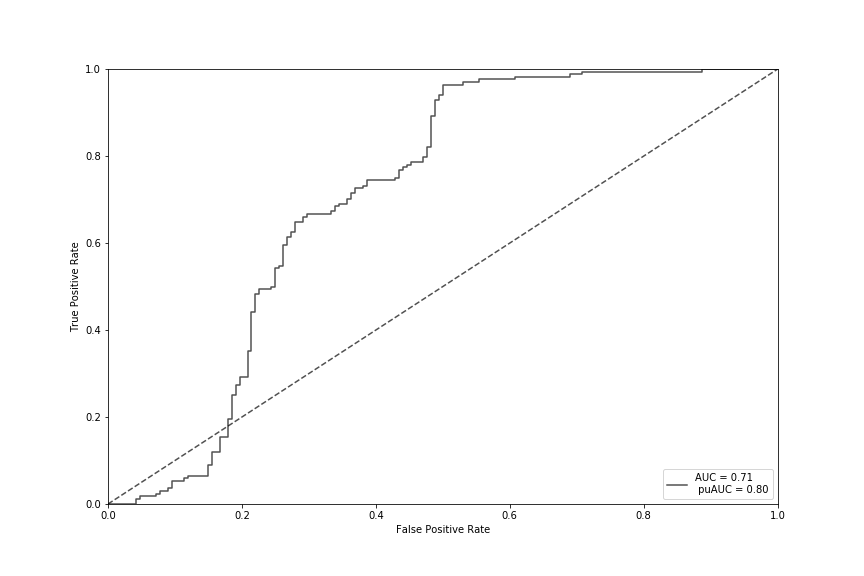 1.0
0.8
0.6
0.4
0.2
0.0
True Positive Rate
0.0 0.2 0.4 0.6 0.8 1.0
False Positive Rate
AUC = 0.71
puAUC = 0.80